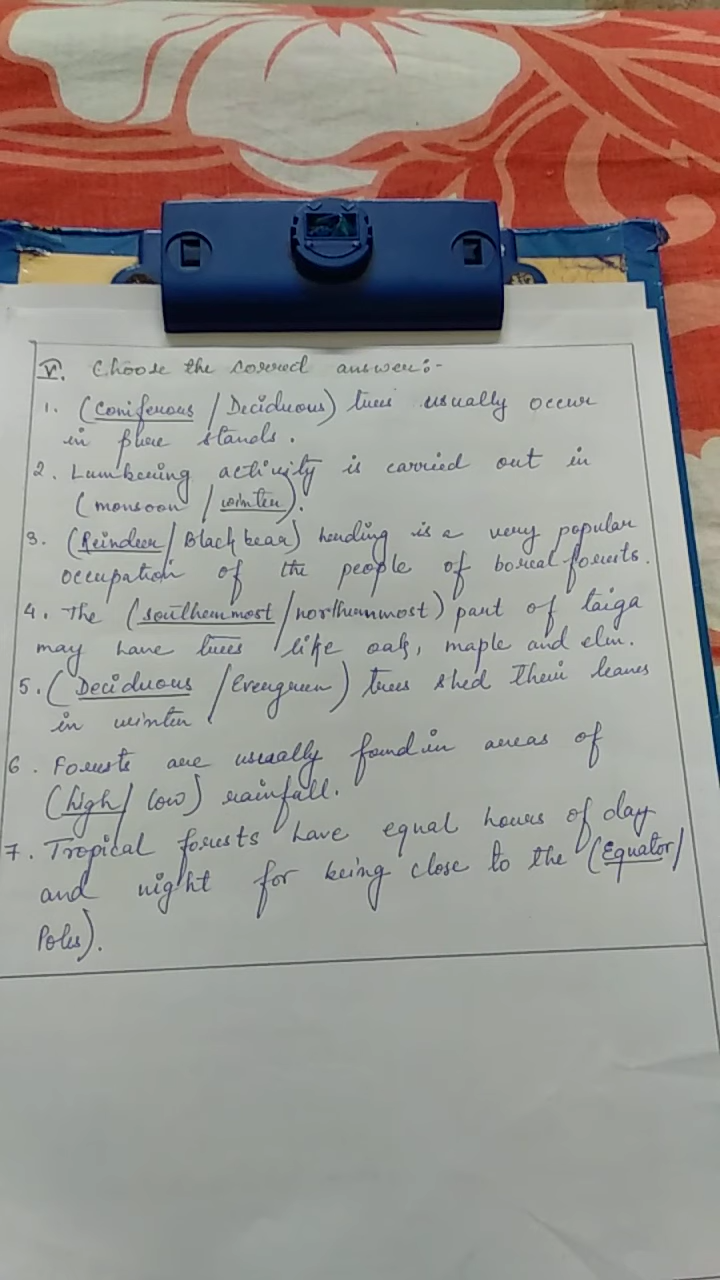 V. Choose the correct answer:-
1. (Coniferous / Deciduous) trees usually occur
in pure stands.
2. Lumbering activity is carried out in
(monsoon / winter).
3. (Reindeer / Black bear) herding is a very popular
occupation of the people of boreal forests.
4. The (southernmost / northernmost) part of taiga
may have trees like oak, maple and elm.
5. (Deciduous / Evergreen) trees shed their leaves
in winter
6. Forests are usually found in areas of
(high / low) rainfall.
7. Tropical forests have equal hours of day
and night for being close to the (Equator /
Poles).